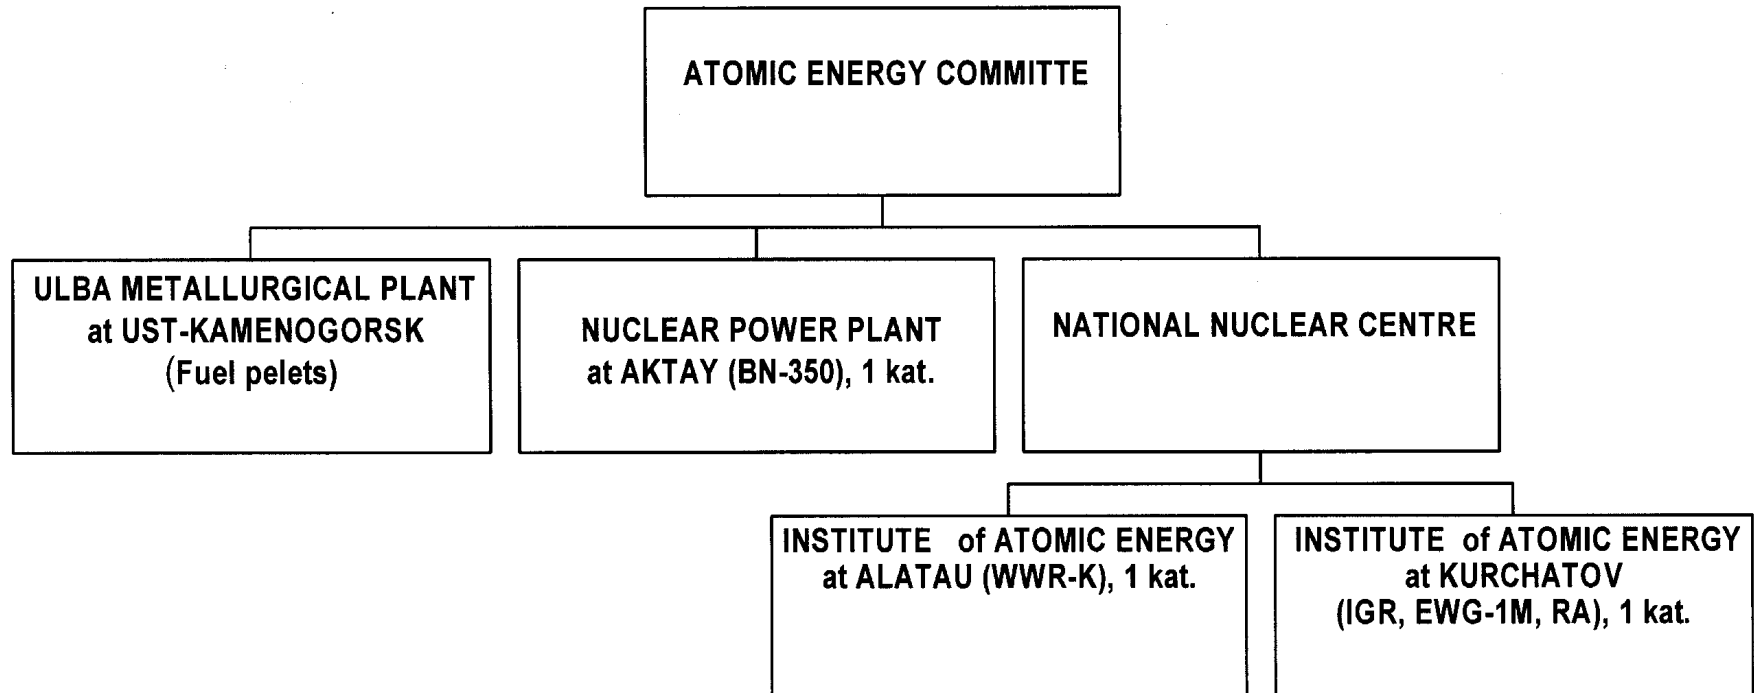 ATOMIC ENERGY COMMITTE
ULBA METALLURGICAL PLANT
at UST-KAMENOGORSK
(Fuel pelets)
NUCLEAR POWER PLANT
at AKTAY (BN-350), 1 kat.
NATIONAL NUCLEAR CENTRE
INSTITUTE of ATOMIC ENERGY
at ALATAU (WWR-K), 1 kat.
INSTITUTE of ATOMIC ENERGY
at KURCHATOV
(IGR, EWG-1M, RA), 1 kat.